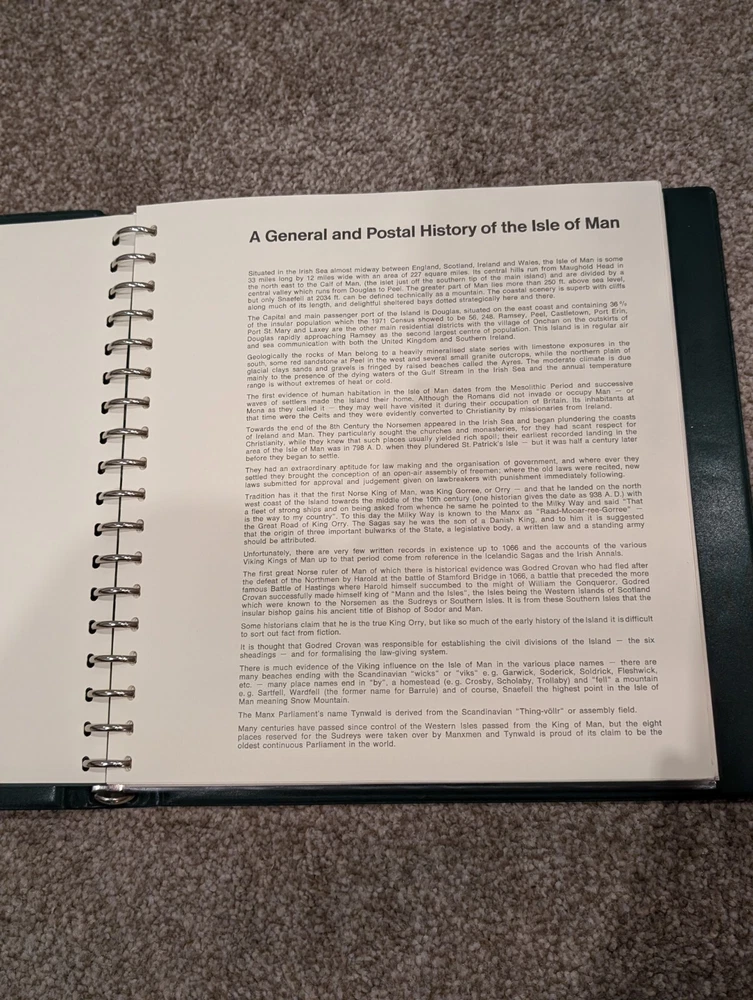 A General and Postal History of the Isle of Man
Situated in the Irish Sea almost midway between England, Scotland, Ireland and Wales, the Isle of Man is some
33 miles long by 12 miles wide with an area of 227 square miles. Its central hills run from Maughold Head in
the north east to the Calf of Man, (the islet just off the southern tip of the main island) and are divided by a
central valley which runs from Douglas to Peel. The greater part of Man lies more than 250 ft. above sea level,
but only Snaefell at 2034 ft. can be defined technically as a mountain. The coastal scenery is superb with cliffs
along much of its length, and delightful sheltered bays dotted strategically here and there.
The Capital and main passenger port of the Island is Douglas, situated on the east coast and containing 36 %
of the insular population which the 1971 Census showed to be 56, 248. Ramsey, Peel, Castletown, Port Erin,
Port St. Mary and Laxey are the other main residential districts with the village of Onchan on the outskirts of
Douglas rapidly approaching Ramsey as the second largest centre of population. This Island is in regular air
and sea communication with both the United Kingdom and Southern Ireland.
Geologically the rocks of Man belong to a heavily mineralised slate series with limestone exposures in the
south, some red sandstone at Peel in the west and several small granite outcrops, while the northern plain of
glacial clays sands and gravels is fringed by raised beaches called the Ayres. The moderate climate is due
mainly to the presence of the dying waters of the Gulf Stream in the Irish Sea and the annual temperature
range is without extremes of heat or cold.
The first evidence of human habitation in the Isle of Man dates from the Mesolithic Period and successive
waves of settlers made the Island their home. Although the Romans did not invade or occupy Man — or
Mona as they called it — they may well have visited it during their occupation of Britain. Its inhabitants at
that time were the Celts and they were evidently converted to Christianity by missionaries from Ireland.
Towards the end of the 8th Century the Norsemen appeared in the Irish Sea and began plundering the coasts
of Ireland and Man. They particularly sought the churches and monasteries, for they had scant respect for
Christianity, while they knew that such places usually yielded rich spoil; their earliest recorded landing in the
area of the Isle of Man was in 798 A. D. when they plundered St. Patrick's Isle – but it was half a century later
before they began to settle.
They had an extraordinary aptitude for law making and the organisation of government, and where ever they
settled they brought the conception of an open-air assembly of freemen, where the old laws were recited, new
laws submitted for approval and judgement given on lawbreakers with punishment immediately following.
Tradition has it that the first Norse King of Man, was King Gorree, or Orry — and that he landed on the north
west coast of the Island towards the middle of the 10th century (one historian gives the date as 938 A. D.) with
a fleet of strong ships and on being asked from whence he same he pointed to the Milky Way and said "That
is the way to my country". To this day the Milky Way is known to the Manx as "Raad-Mooar-ree-Gorree" —
the Great Road of King Orry. The Sagas say he was the son of a Danish King, and to him it is suggested
that the origin of three important bulwarks of the State, a legislative body, a written law and a standing army
should be attributed.
Unfortunately, there are very few written records in existence up to 1066 and the accounts of the various
Viking Kings of Man up to that period come from reference in the Icelandic Sagas and the Irish Annals.
The first great Norse ruler of Man of which there is historical evidence was Godred Crovan who had fled after
the defeat of the Northmen by Harold at the battle of Stamford Bridge in 1066, a battle that preceded the more
famous Battle of Hastings where Harold himself succumbed to the might of William the Conqueror. Godred
Crovan successfully made himself king of "Mann and the Isles", the Isles being the Western islands of Scotland
which were known to the Norsemen as the Sudreys or Southern Isles. It is from these Southern Isles that the
insular bishop gains his ancient title of Bishop of Sodor and Man.
Some historians claim that he is the true King Orry, but like so much of the early history of the Island it is difficult
to sort out fact from fiction.
It is thought that Godred Crovan was responsible for establishing the civil divisions of the Island — the six
sheadings — and for formalising the law-giving system.
There is much evidence of the Viking influence on the Isle of Man in the various place names — there are
many beaches ending with the Scandinavian "wicks" or "viks" e. g. Garwick, Soderick, Soldrick, Fleshwick,
etc. — many place names end in "by", a homestead (e. g. Crosby, Scholaby, Trollaby) and "fell" a mountain
e. g. Sartfell, Wardfell (the former name for Barrule) and of course, Snaefell the highest point in the Isle of
Man meaning Snow Mountain.
The Manx Parliament's name Tynwald is derived from the Scandinavian "Thing-völlr" or assembly field.
Many centuries have passed since control of the Western Isles passed from the King of Man, but the eight
places reserved for the Sudreys were taken over by Manxmen and Tynwald is proud of its claim to be the
oldest continuous Parliament in the world.